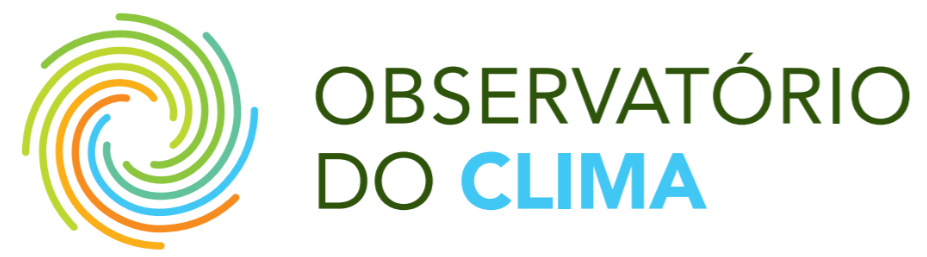 OBSERVATÓRIO
DO CLIMA